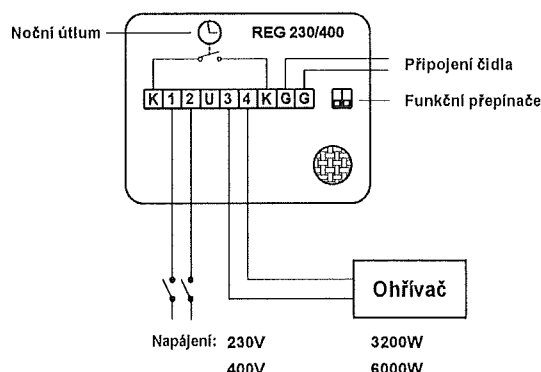 Noční útlum
REG 230/400
Připojení čidla
K 1 2 U 3 4 K G G
Funkční přepínače
Ohřívač
Napájení: 230V 3200W
400V 6000W